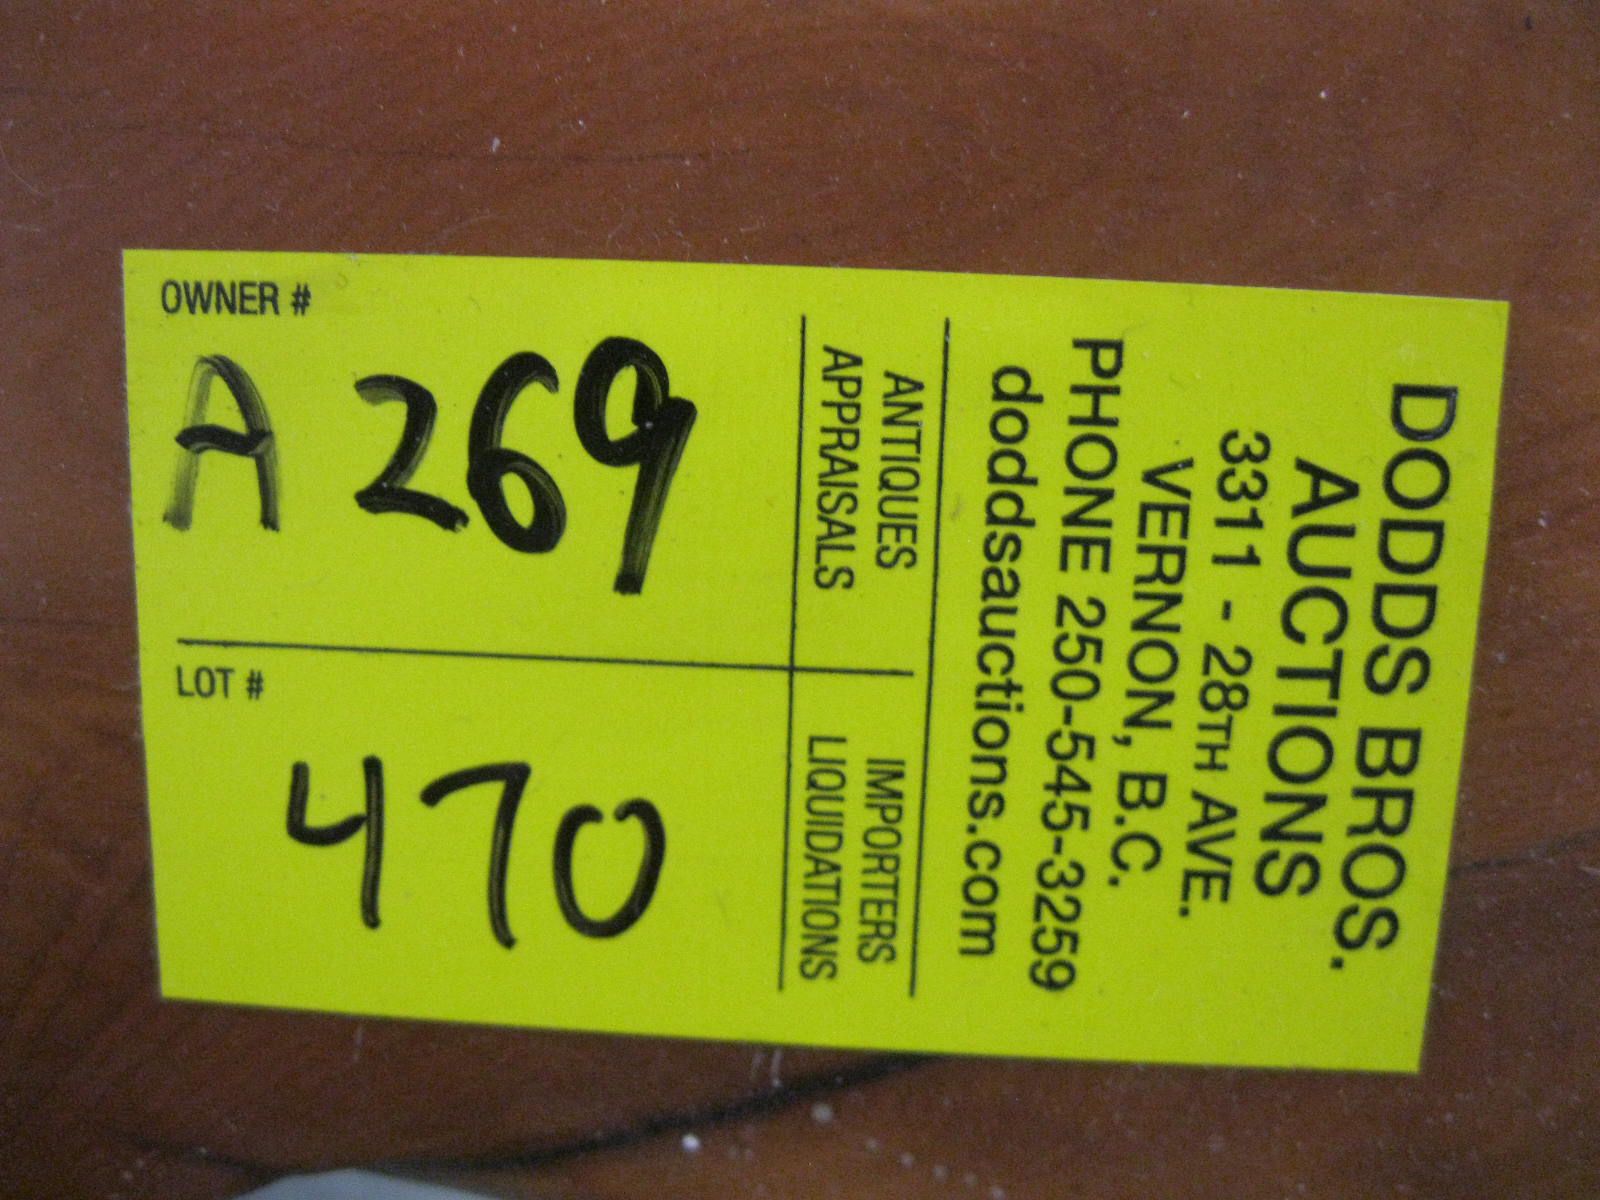 OWNER #
A 269
LOT #
470
ANTIQUES
APPRAISALS
IMPORTERS
LIQUIDATIONS
DODDS BROS.
AUCTIONS
3311 - 28TH AVE.
VERNON, B.C.
PHONE 250-545-3259
doddsauctions.com